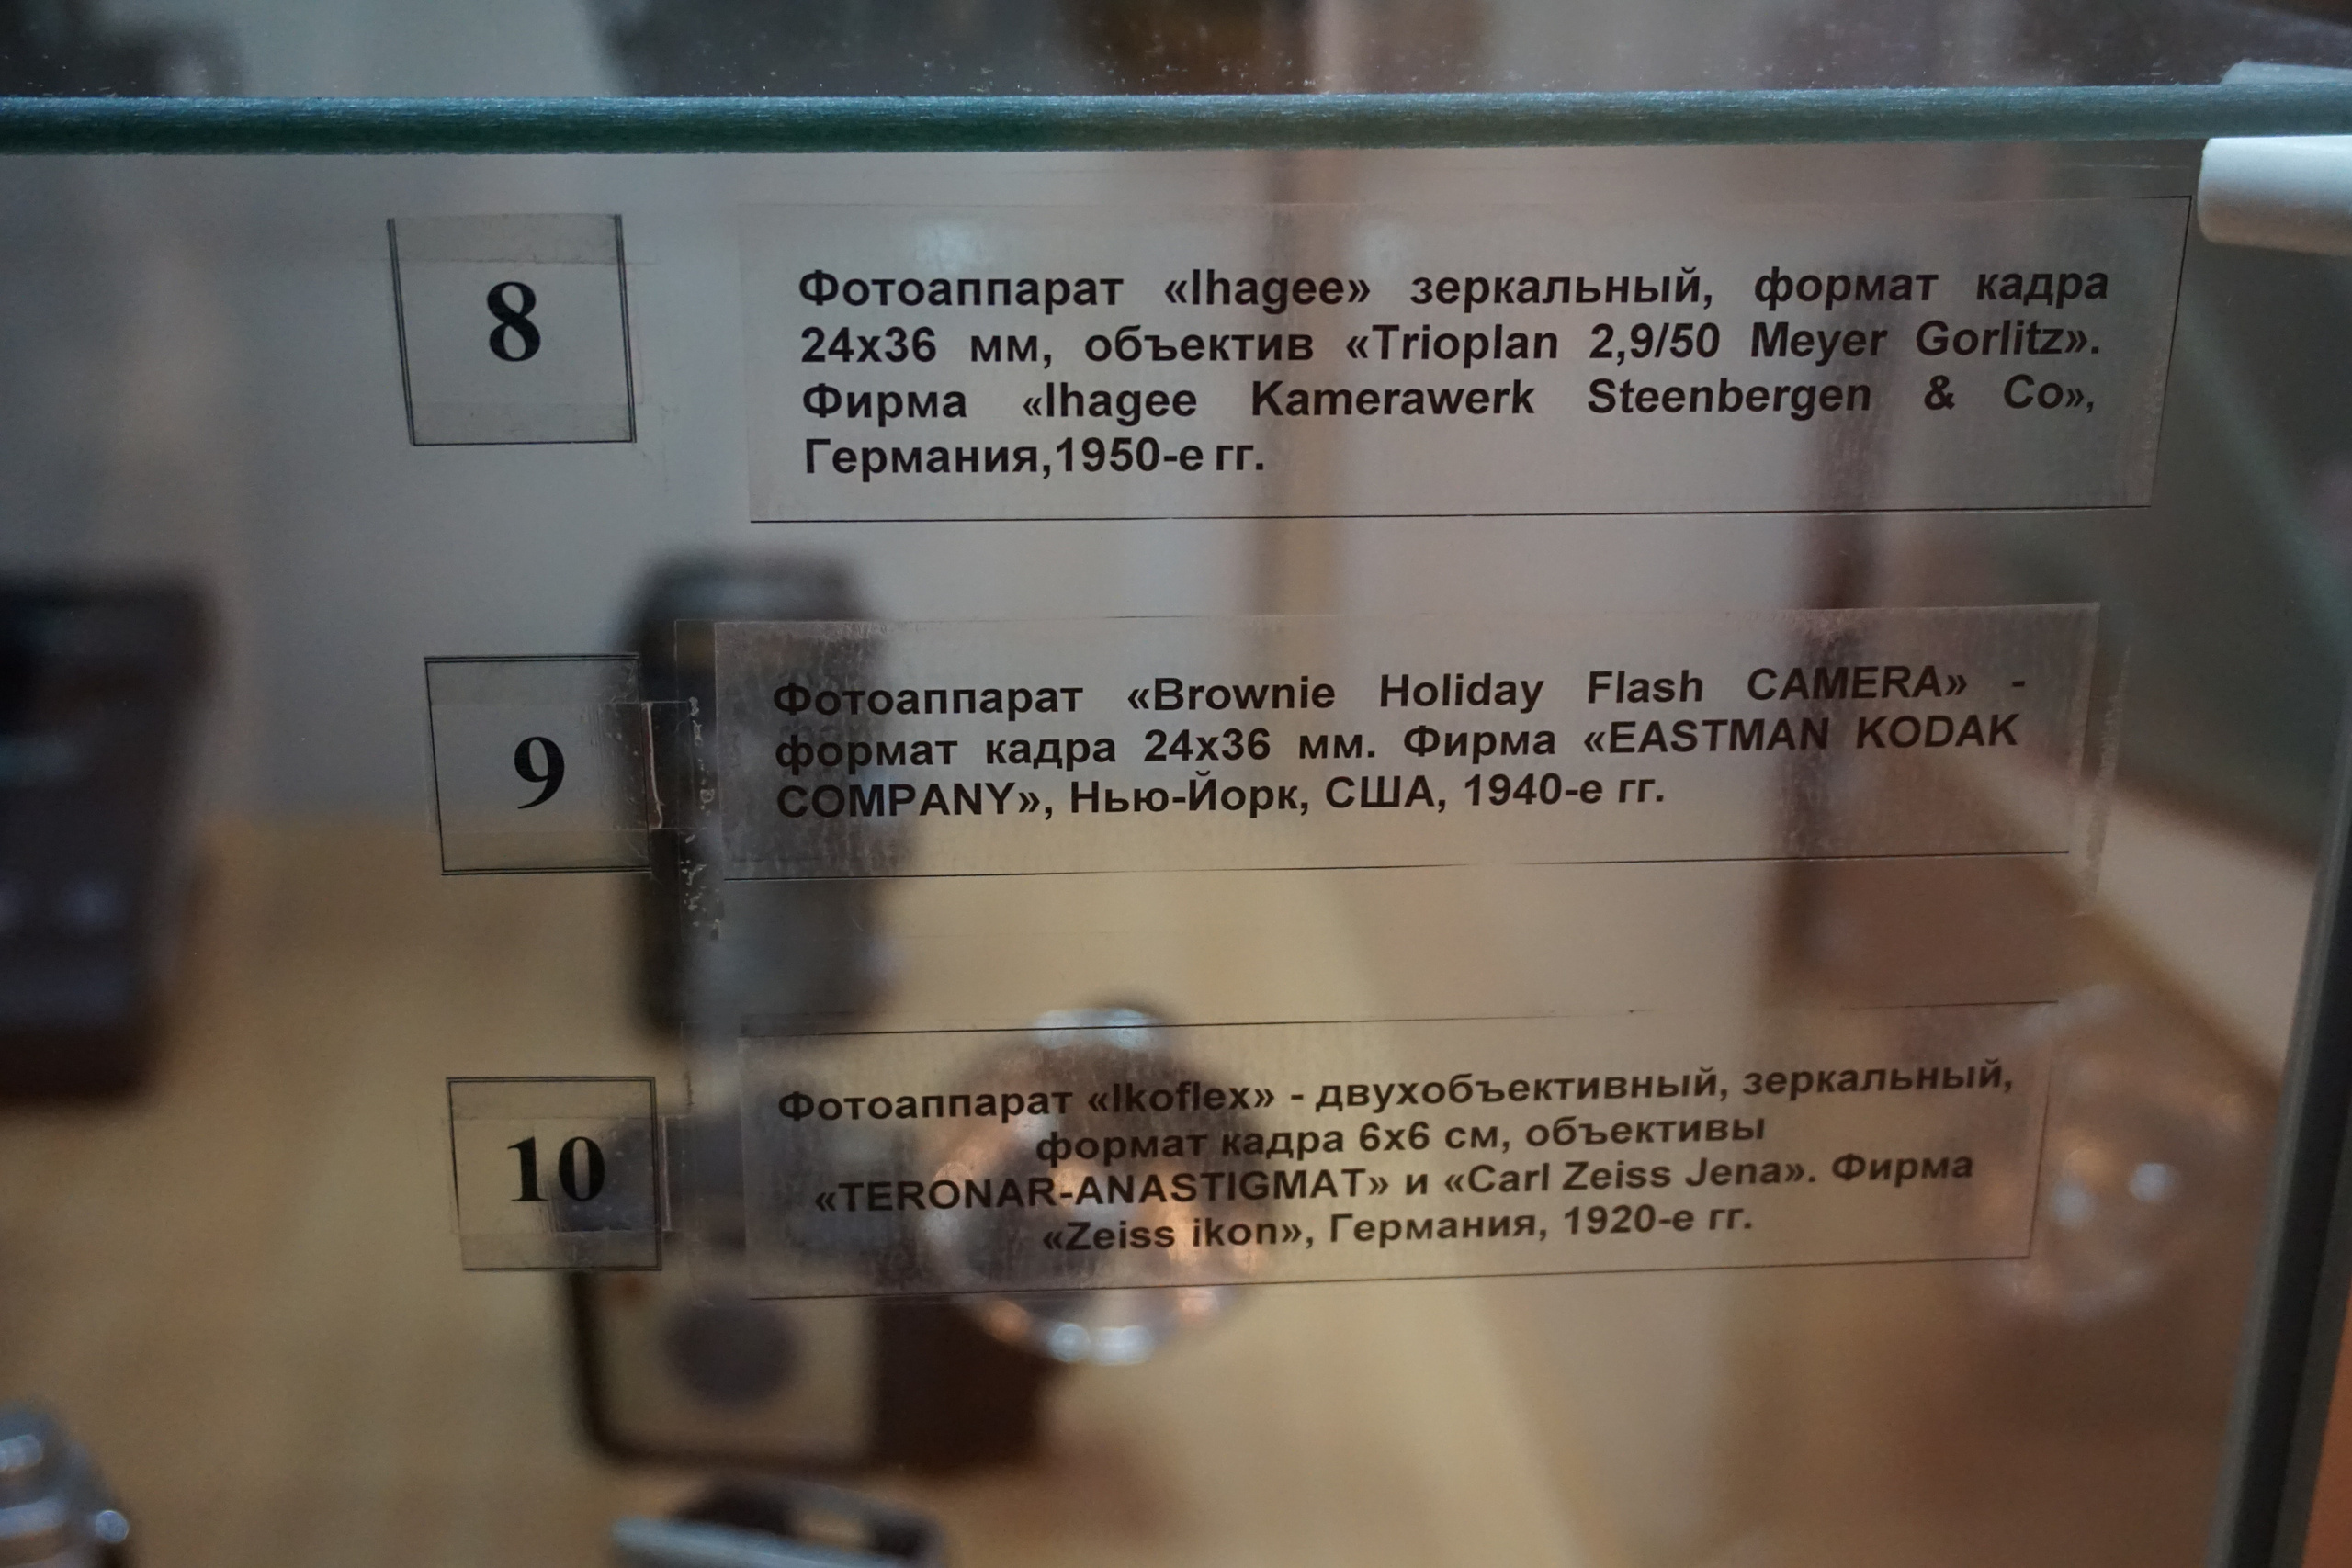 8
Фотоаппарат «Ihagee» зеркальный, формат кадра
24х36 мм, объектив «Trioplan 2,9/50 Meyer Gorlitz».
Фирма «Ihagee Kamerawerk Steenbergen & Co»,
Германия,1950-е гг.
9
Фотоаппарат «Brownie Holiday Flash CAMERA» -
формат кадра 24х36 мм. Фирма «EASTMAN KODAK
COMPANY», Нью-Йорк, США, 1940-е гг.
10
Фотоаппарат «Ikoflex» - двухобъективный, зеркальный,
формат кадра 6х6 см, объективы
«TERONAR-ANASTIGMAT» и «Carl Zeiss Jena». Фирма
«Zeiss ikon», Германия, 1920-е гг.